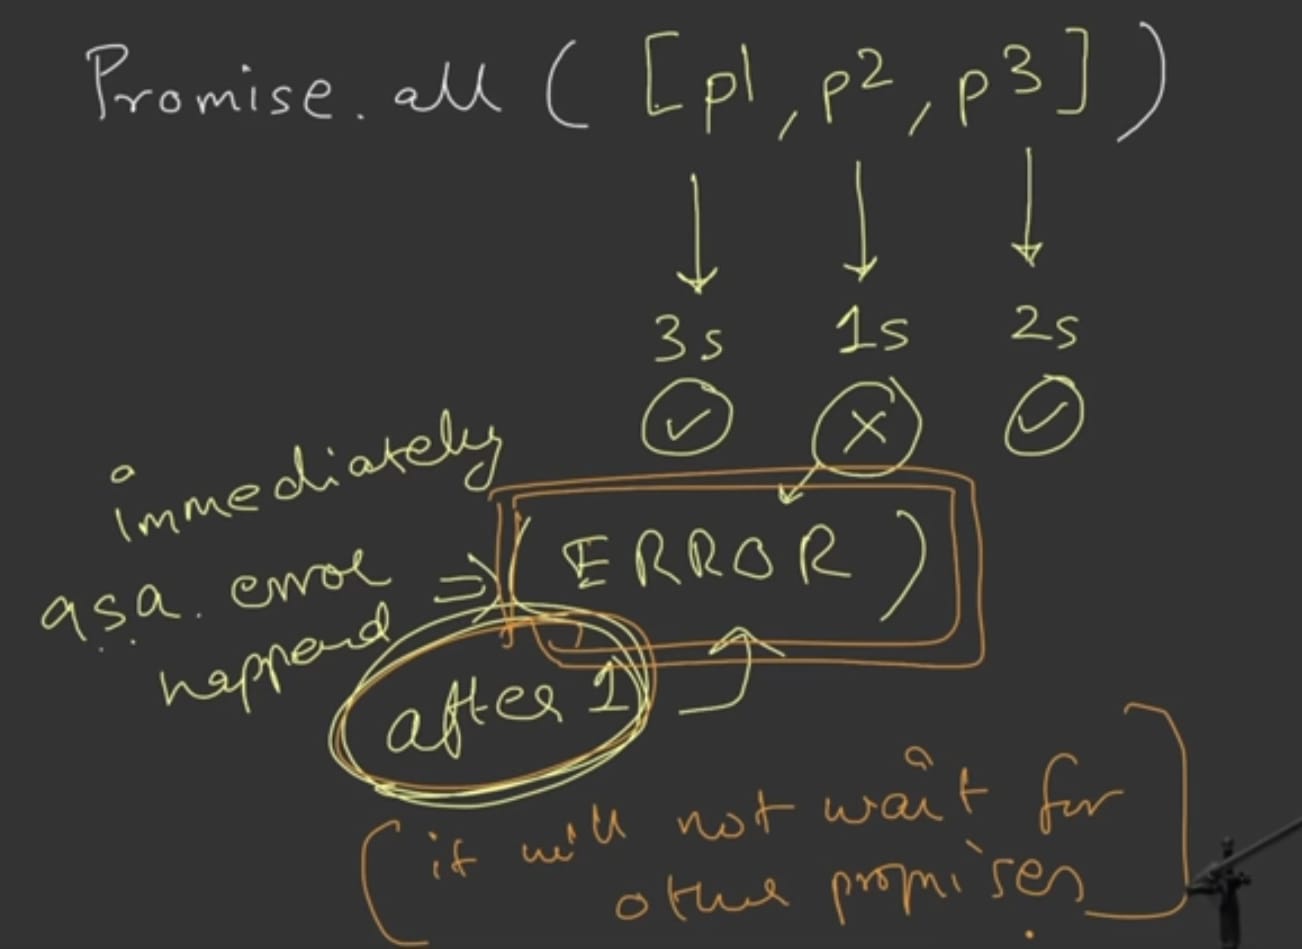 Promise.all ( [p1, p2, p3] )
3s 1s 2s
immediately
a.s.a. error
happend
=> ( ERROR )
after 1
( it will not wait for
other promises. ]